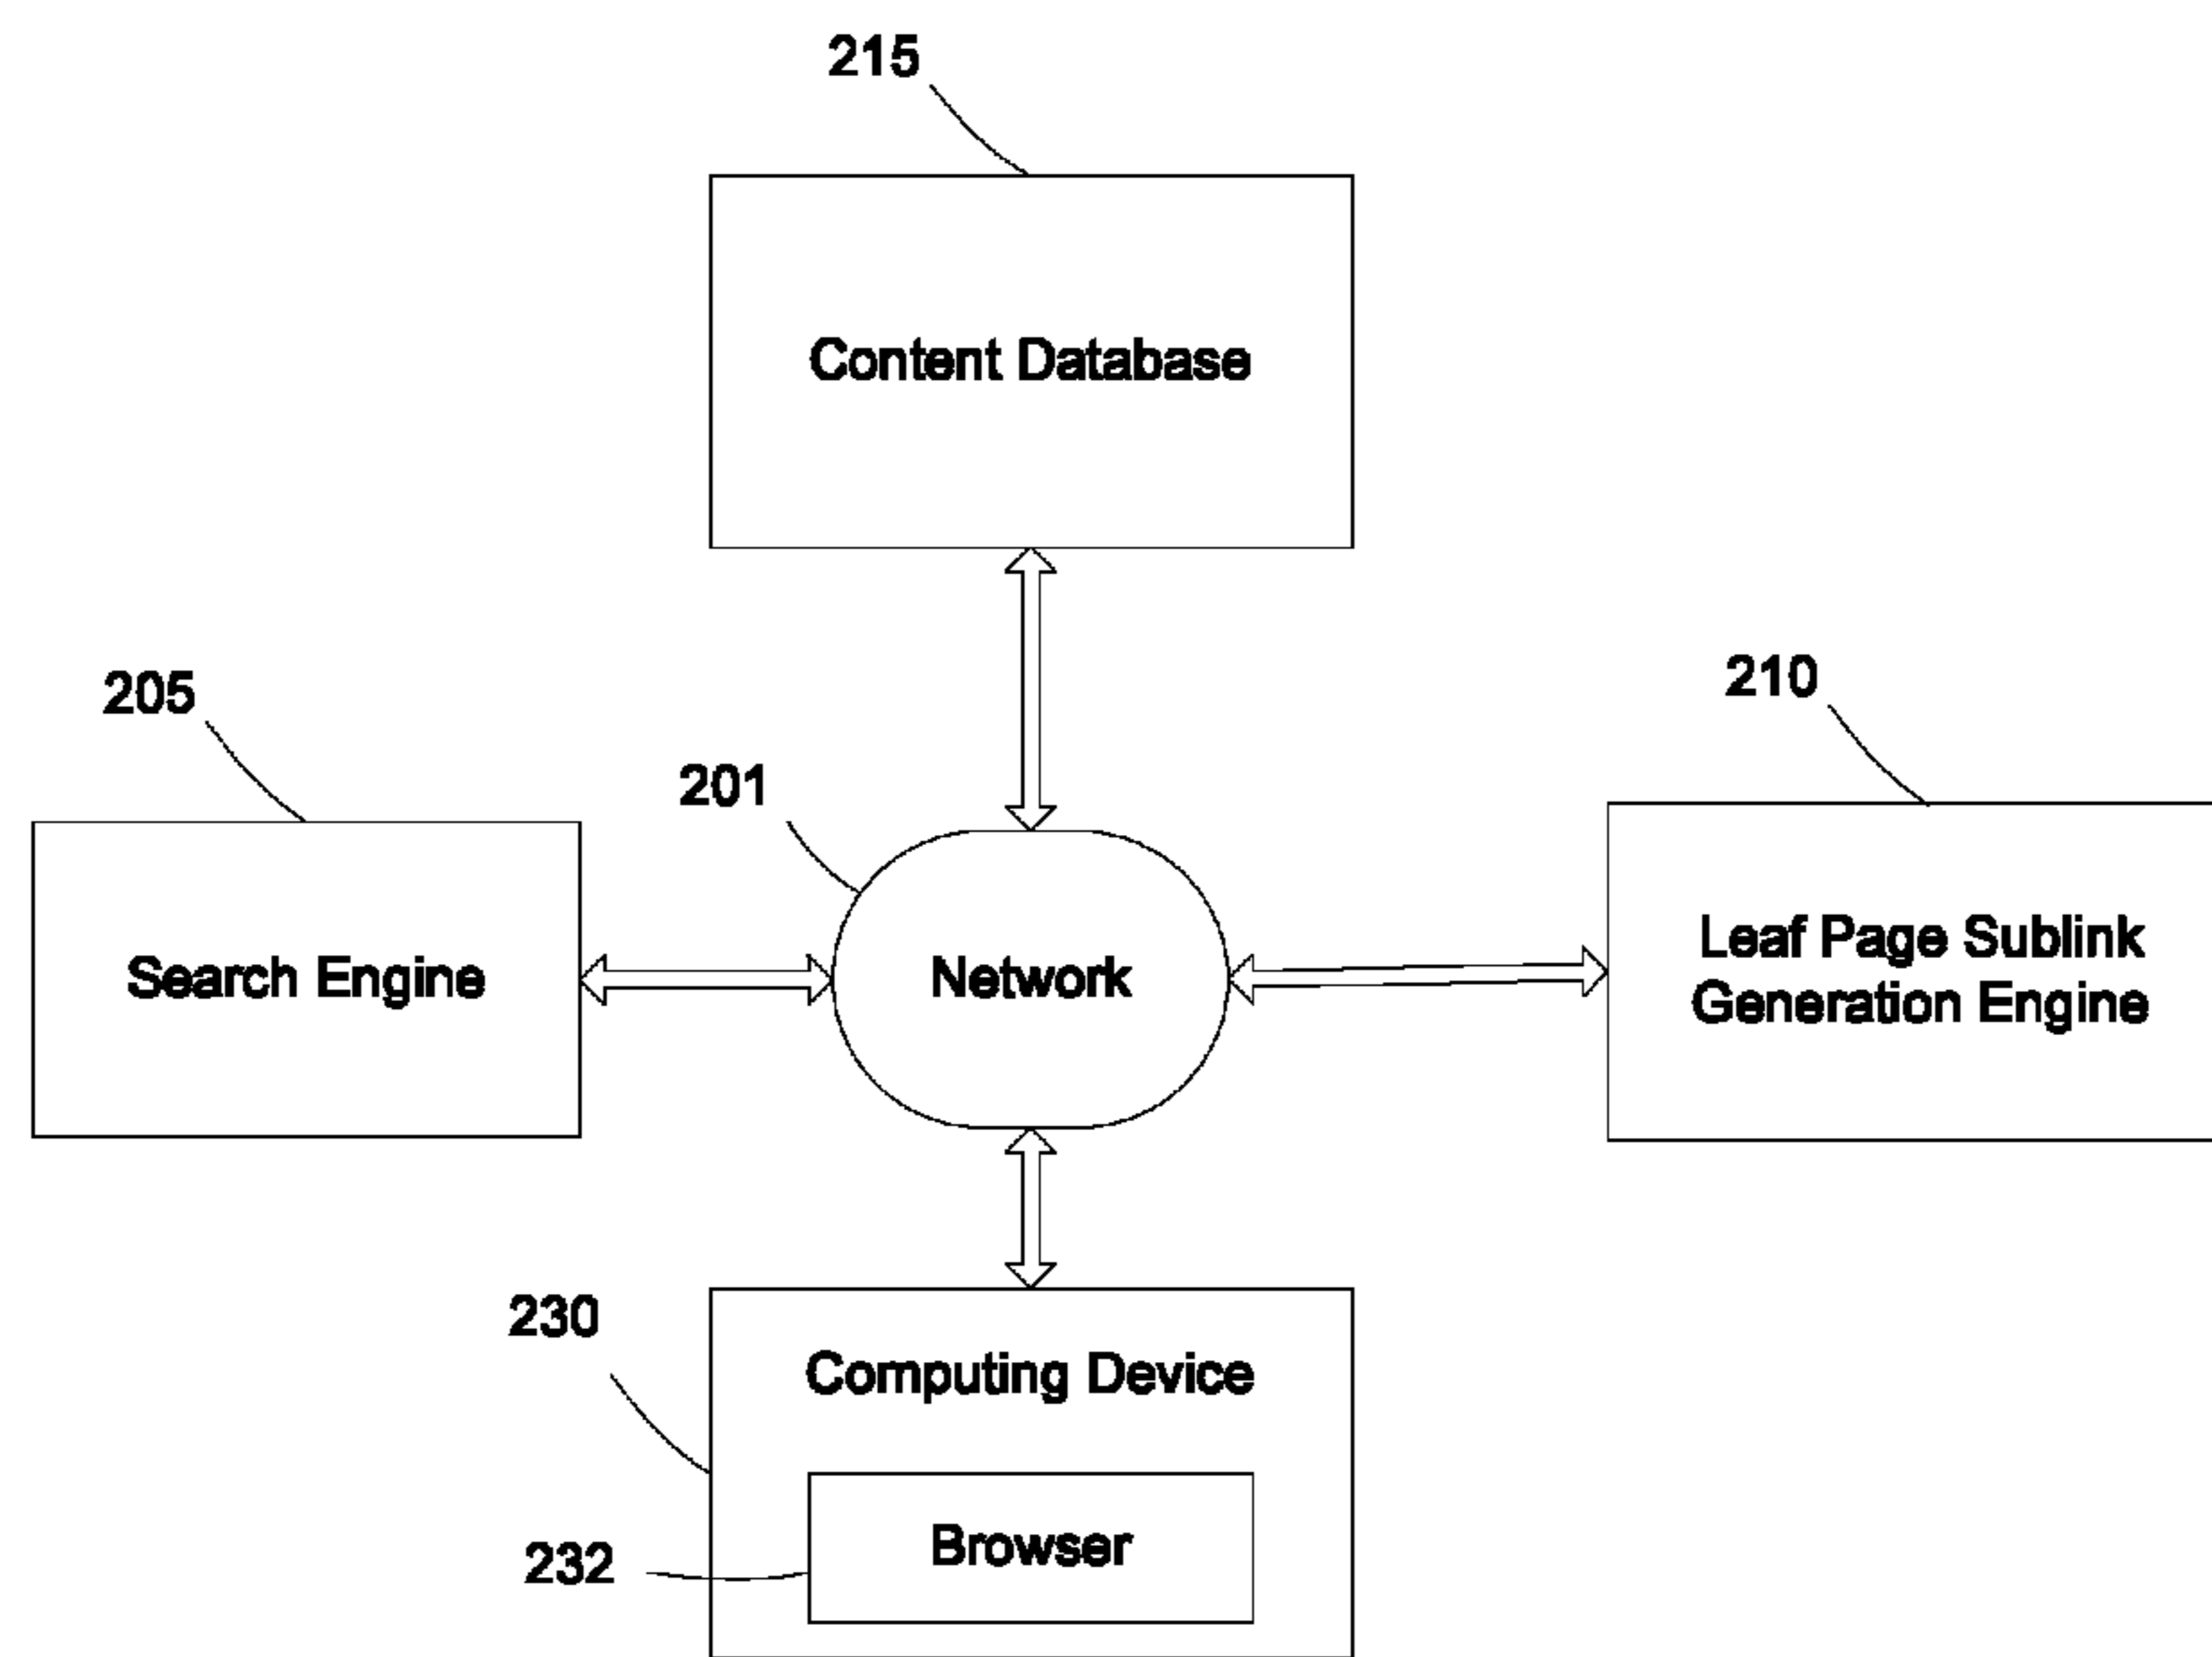 215
Content Database
205
210
201
Search Engine
Network
Leaf Page Sublink
Generation Engine
230
Computing Device
Browser
232